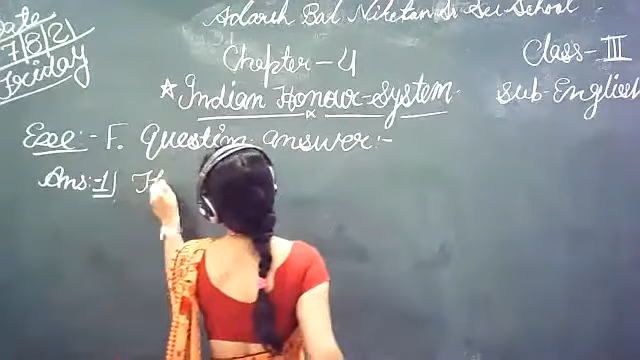 Date
7/8/21
Friday
Adarsh Bal Niketan Sr Sec School
Chapter - 4
Class - III
* Indian Honour System
Sub - English
Exe:- F. Question answer:-
Ans:-1) H